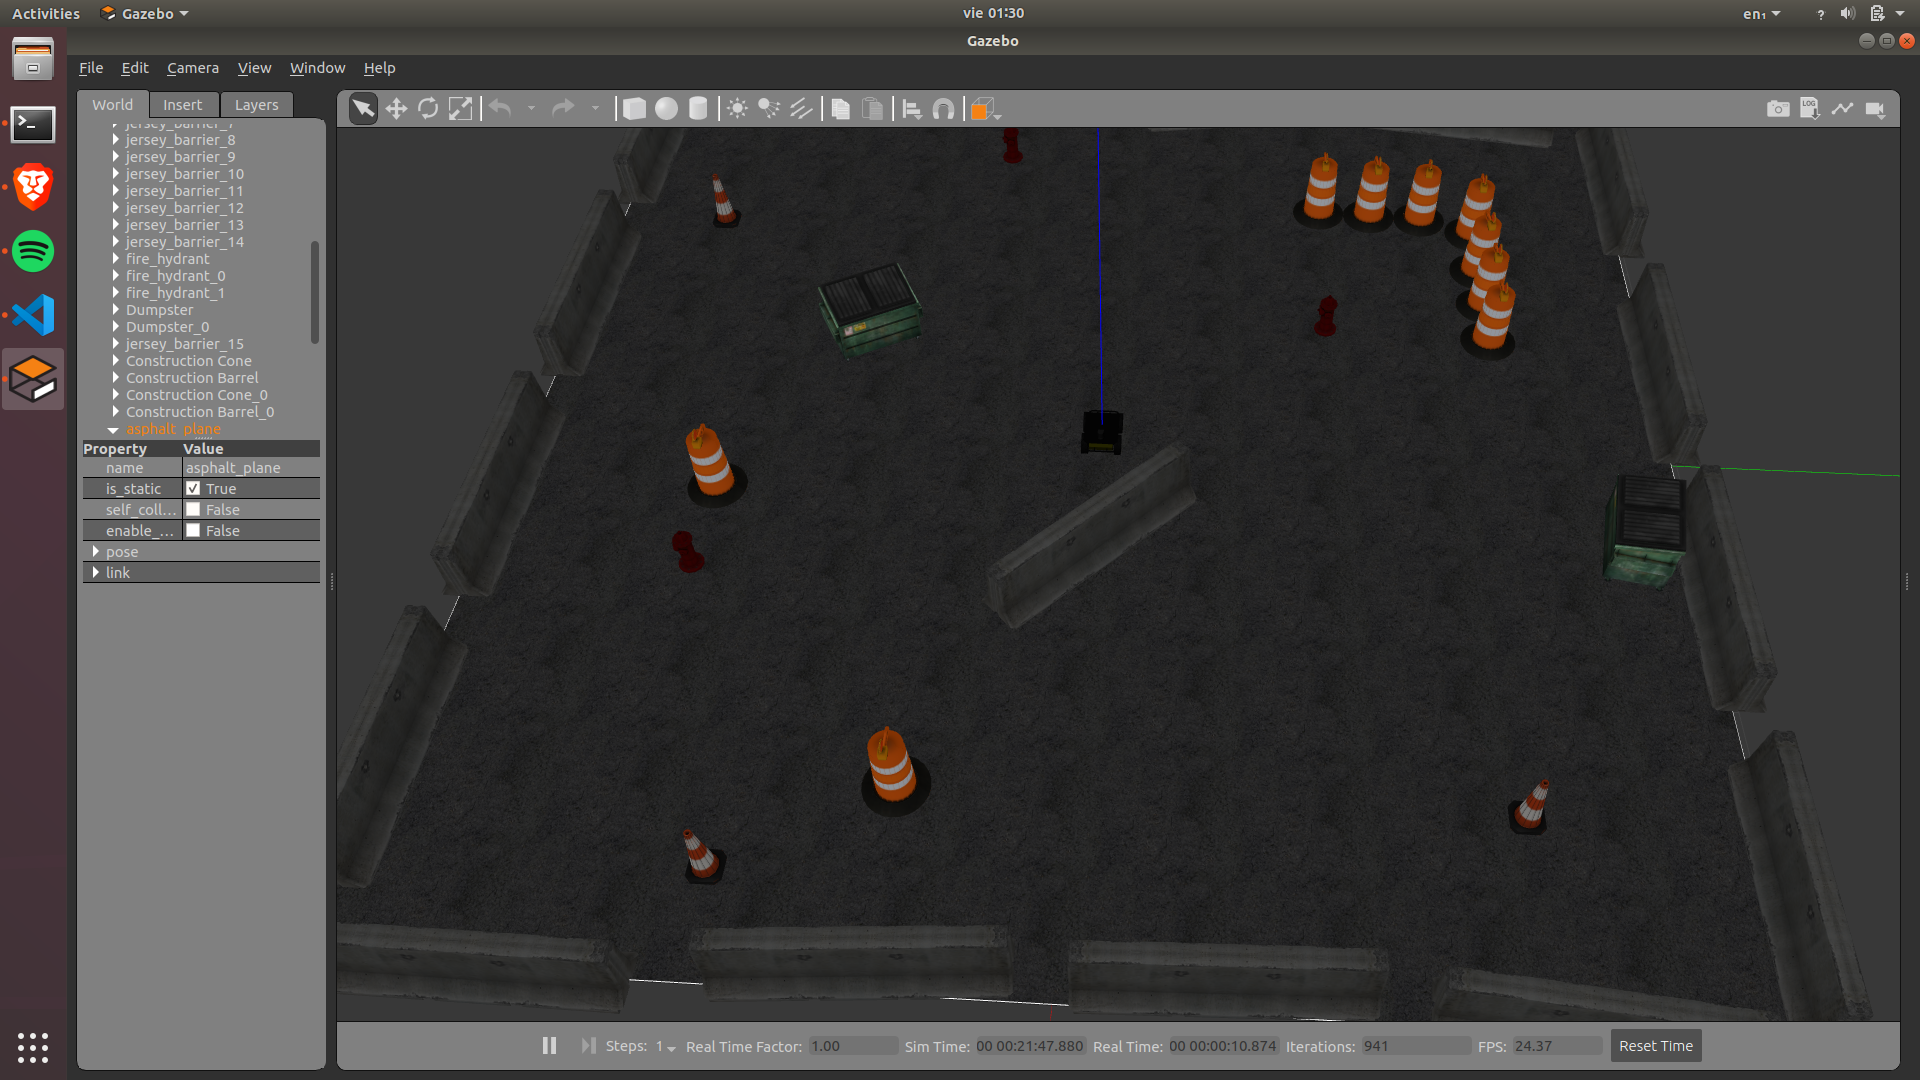 Activities
Gazebo
vie 01:30
en₁
?
Gazebo
File Edit Camera View Window Help
World Insert Layers
LOG
jersey_barrier_7
jersey_barrier_8
jersey_barrier_9
jersey_barrier_10
jersey_barrier_11
jersey_barrier_12
jersey_barrier_13
jersey_barrier_14
fire_hydrant
fire_hydrant_0
fire_hydrant_1
Dumpster
Dumpster_0
jersey_barrier_15
Construction Cone
Construction Barrel
Construction Cone_0
Construction Barrel_0
asphalt_plane
Property Value
name asphalt_plane
is_static True
self_coll... False
enable_... False
pose
link
Steps: 1 Real Time Factor: 1.00 Sim Time: 00 00:21:47.880 Real Time: 00 00:00:10.874 Iterations: 941 FPS: 24.37 Reset Time